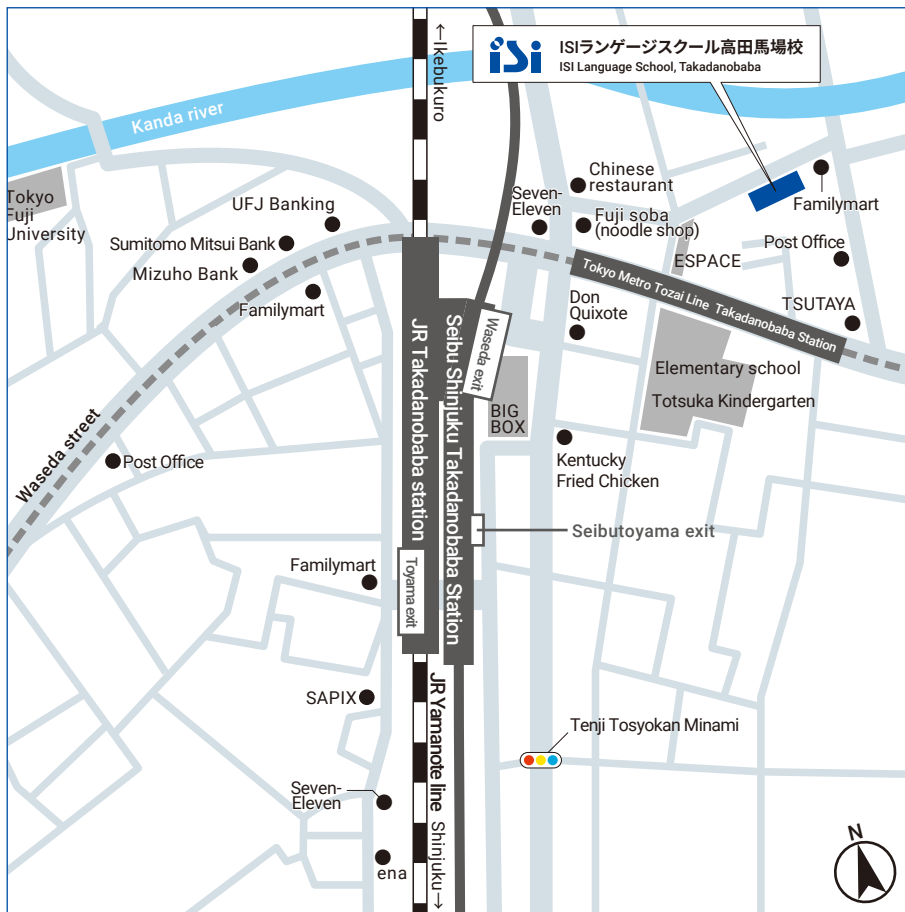 ←Ikebukuro
iSi
ISIランゲージスクール高田馬場校
ISI Language School, Takadanobaba
Kanda river
Tokyo
Fuji
University
UFJ Banking
Sumitomo Mitsui Bank
Mizuho Bank
Familymart
Chinese
restaurant
Seven-
Eleven
Fuji soba
(noodle shop)
Familymart
ESPACE
Post Office
TSUTAYA
Tokyo Metro Tozai Line Takadanobaba Station
Don
Quixote
Waseda exit
JR Takadanobaba station
Seibu Shinjuku Takadanobaba Station
BIG
BOX
Elementary school
Totsuka Kindergarten
Waseda street
Post Office
Kentucky
Fried Chicken
Seibutoyama exit
Familymart
Toyama exit
SAPIX
JR Yamanote line
Shinjuku→
Tenji Tosyokan Minami
Seven-
Eleven
ena
N